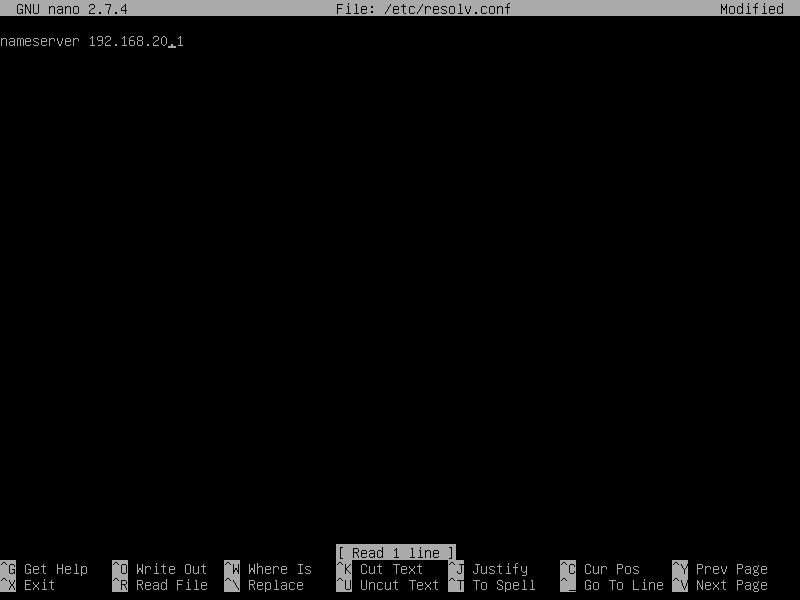 GNU nano 2.7.4 File: /etc/resolv.conf Modified
nameserver 192.168.20.1
[ Read 1 line ]
^G Get Help ^O Write Out ^W Where Is ^K Cut Text ^J Justify ^C Cur Pos ^Y Prev Page
^X Exit ^R Read File ^\ Replace ^U Uncut Text ^T To Spell ^_ Go To Line ^V Next Page